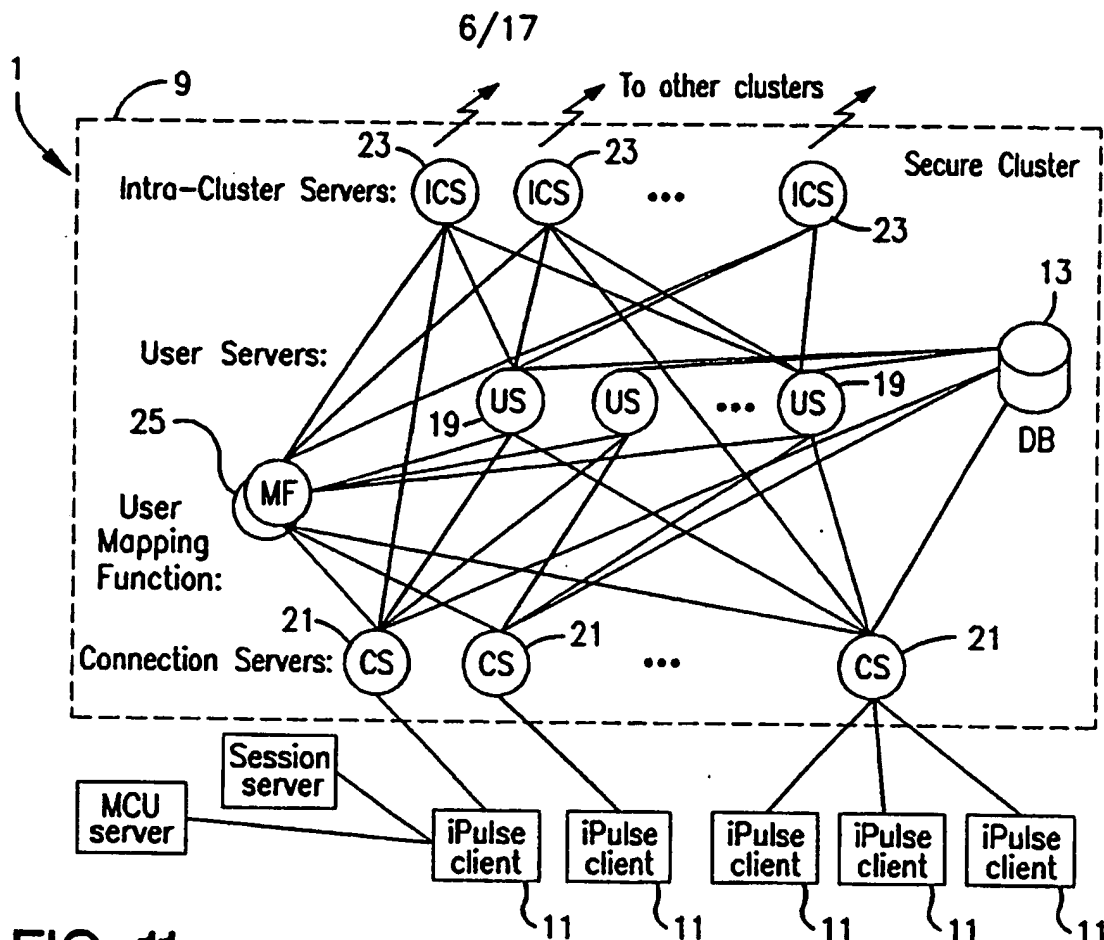 6/17
1
9
To other clusters
23
23
Secure Cluster
Intra-Cluster Servers:
ICS
ICS
...
ICS
23
13
User Servers:
US
US
...
US
19
19
DB
25
MF
User
Mapping
Function:
21
21
21
Connection Servers:
CS
CS
...
CS
Session
server
MCU
server
iPulse
client
iPulse
client
iPulse
client
iPulse
client
iPulse
client
11
11
11
11
11
FIG. 11